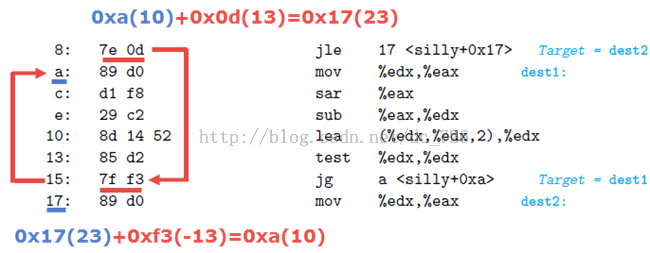 0xa(10)+0x0d(13)=0x17(23)
8: 7e 0d jle 17 <silly+0x17> Target = dest2
a: 89 d0 mov %edx,%eax dest1:
c: d1 f8 sar %eax
e: 29 c2 sub %eax,%edx
10: 8d 14 52 lea (%edx,%edx,2),%edx
13: 85 d2 test %edx,%edx
15: 7f f3 jg a <silly+0xa> Target = dest1
17: 89 d0 mov %edx,%eax dest2:
0x17(23)+0xf3(-13)=0xa(10)